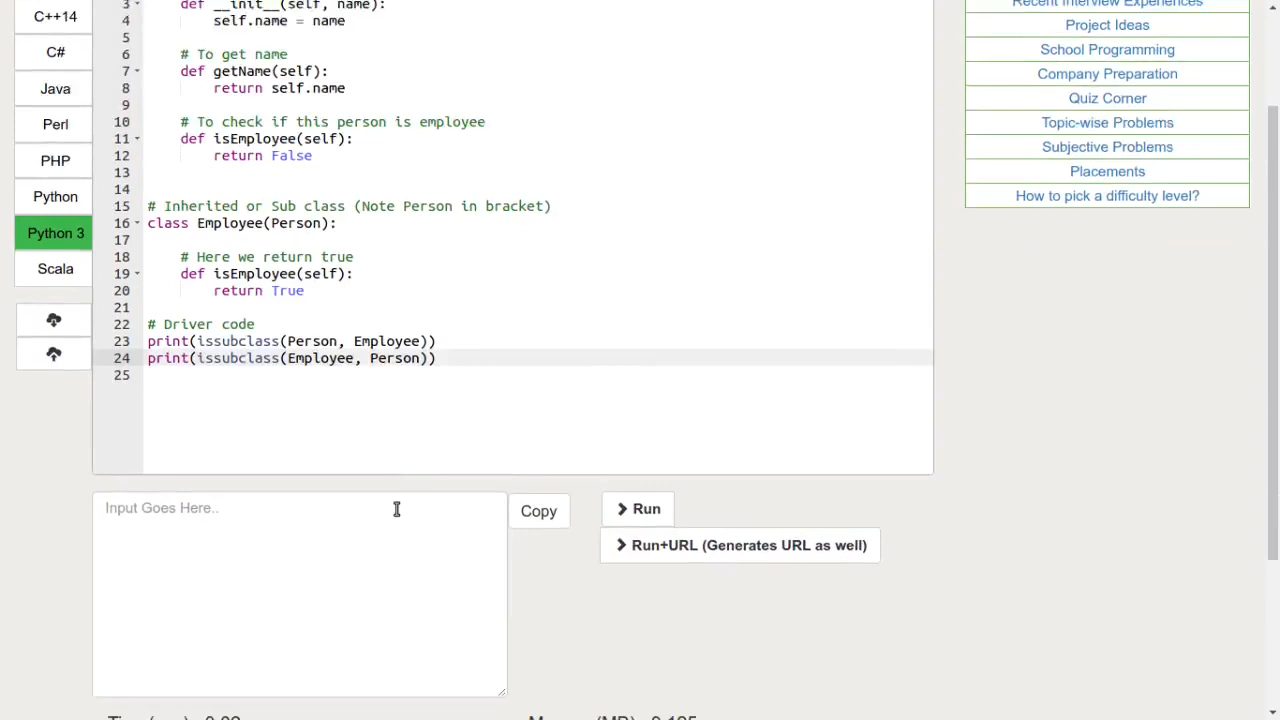 C++14
C#
Java
Perl
PHP
Python
Python 3
Scala
3 def __init__(self, name):
4 self.name = name
5
6 # To get name
7 def getName(self):
8 return self.name
9
10 # To check if this person is employee
11 def isEmployee(self):
12 return False
13
14
15 # Inherited or Sub class (Note Person in bracket)
16 class Employee(Person):
17
18 # Here we return true
19 def isEmployee(self):
20 return True
21
22 # Driver code
23 print(issubclass(Person, Employee))
24 print(issubclass(Employee, Person))
25
Recent Interview Experiences
Project Ideas
School Programming
Company Preparation
Quiz Corner
Topic-wise Problems
Subjective Problems
Placements
How to pick a difficulty level?
Input Goes Here..
Copy
Run
Run+URL (Generates URL as well)